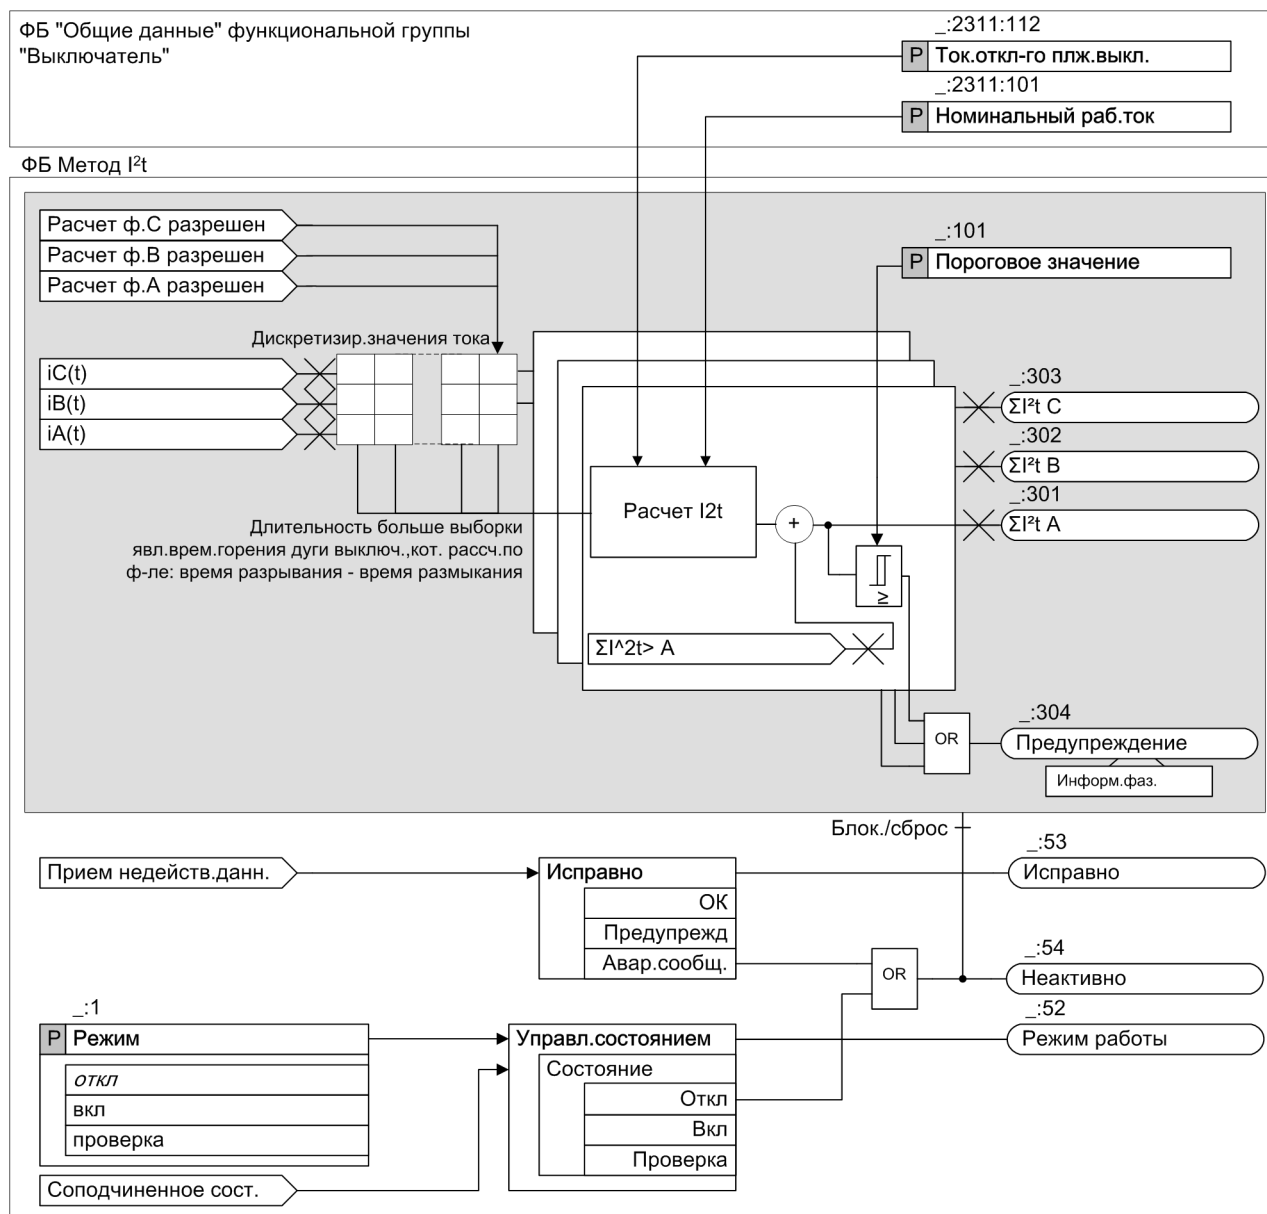 ФБ "Общие данные" функциональной группы
"Выключатель"
_:2311:112
P Ток.откл-го плж.выкл.
_:2311:101
P Номинальный раб.ток
ФБ Метод I²t
Расчет ф.C разрешен
Расчет ф.B разрешен
Расчет ф.A разрешен
_:101
P Пороговое значение
Дискретизир.значения тока
iC(t)
iB(t)
iA(t)
_:303
ΣI²t C
_:302
ΣI²t B
_:301
ΣI²t A
Расчет I2t
+
Длительность больше выборки
явл.врем.горения дуги выключ.,кот. рассч.по
ф-ле: время разрывания - время размыкания
≥
ΣI^2t> A
_:304
OR
Предупреждение
Информ.фаз.
Блок./сброс
_:53
Прием недейств.данн.
Исправно
Исправно
ОК
Предупрежд
Авар.сообщ.
_:54
OR
Неактивно
_:1
_:52
P Режим
Управл.состоянием
Режим работы
Состояние
откл
Откл
вкл
Вкл
проверка
Проверка
Соподчиненное сост.